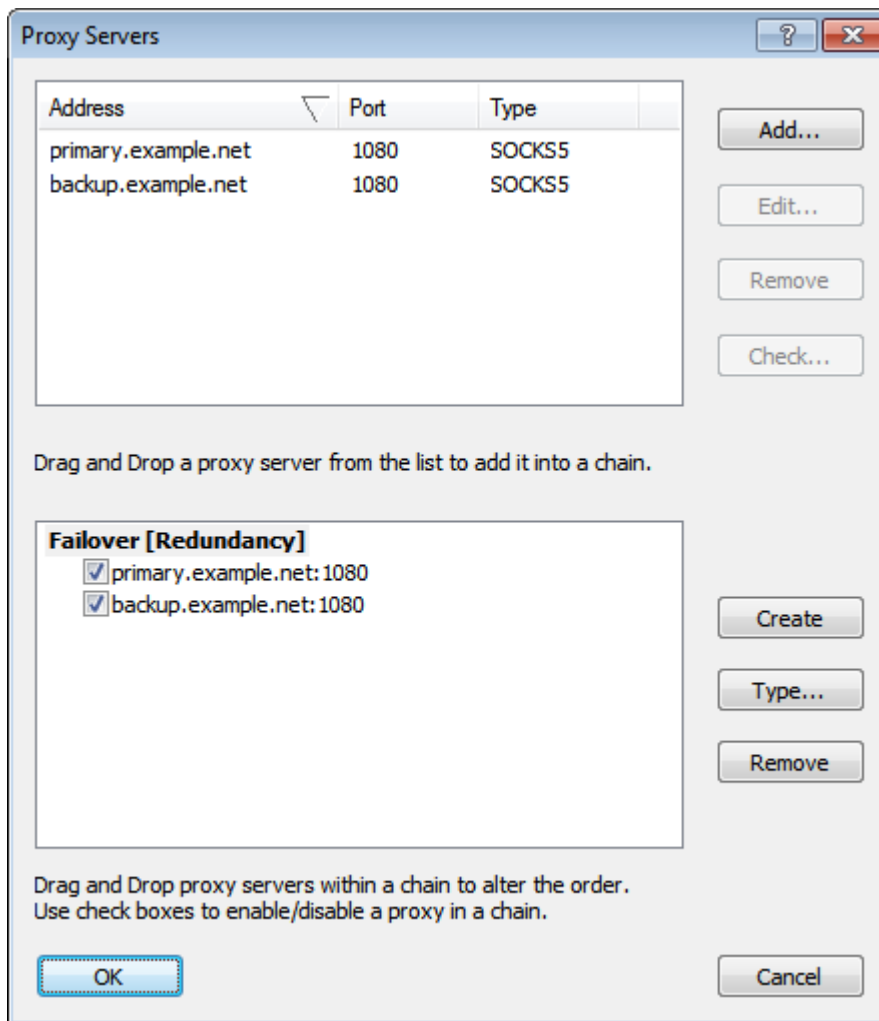 Proxy Servers
Address Port Type
primary.example.net 1080 SOCKS5
backup.example.net 1080 SOCKS5
Add...
Edit...
Remove
Check...
Drag and Drop a proxy server from the list to add it into a chain.
Failover [Redundancy]
primary.example.net:1080
backup.example.net:1080
Create
Type...
Remove
Drag and Drop proxy servers within a chain to alter the order.
Use check boxes to enable/disable a proxy in a chain.
OK Cancel